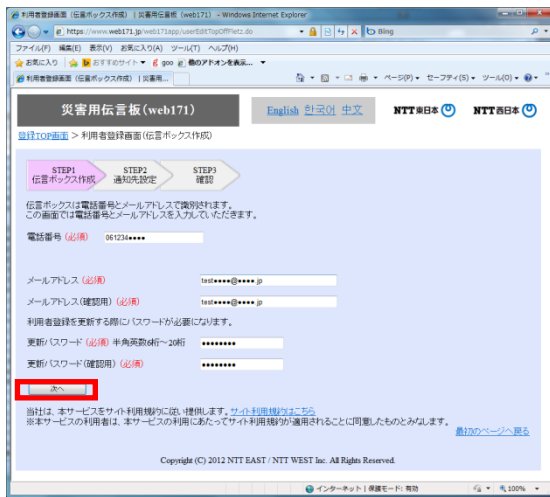 利用者登録画面（伝言ボックス作成） | 災害用伝言板（web171） - Windows Internet Explorer
https://www.web171.jp/web171app/userEditTopOffFletz.do
Bing
ファイル(F) 編集(E) 表示(V) お気に入り(A) ツール(T) ヘルプ(H)
お気に入り おすすめサイト goo 他のアドオンを表示...
利用者登録画面（伝言ボックス作成） | 災害用...
ページ(P) セーフティ(S) ツール(O)
災害用伝言板(web171)
English 한국어 中文
NTT東日本 NTT西日本
登録TOP画面 > 利用者登録画面(伝言ボックス作成)
STEP1 STEP2 STEP3
伝言ボックス作成 通知先設定 確認
伝言ボックスは電話番号とメールアドレスで識別されます。
この画面では電話番号とメールアドレスを入力していただきます。
電話番号 (必須) 061234●●●●
メールアドレス (必須) test●●●●@●●●●.jp
メールアドレス(確認用) (必須) test●●●●@●●●●.jp
利用者登録を更新する際にパスワードが必要になります。
更新パスワード (必須) 半角英数6桁～20桁 ●●●●●●●●
更新パスワード(確認用) (必須) ●●●●●●●●
次へ
当社は、本サービスをサイト利用規約に従い提供します。サイト利用規約はこちら
※本サービスの利用者は、本サービスの利用にあたってサイト利用規約が適用されることに同意したものとみなします。
最初のページへ戻る
Copyright (C) 2012 NTT EAST / NTT WEST Inc. All Rights Reserved.
インターネット | 保護モード: 有効
100%